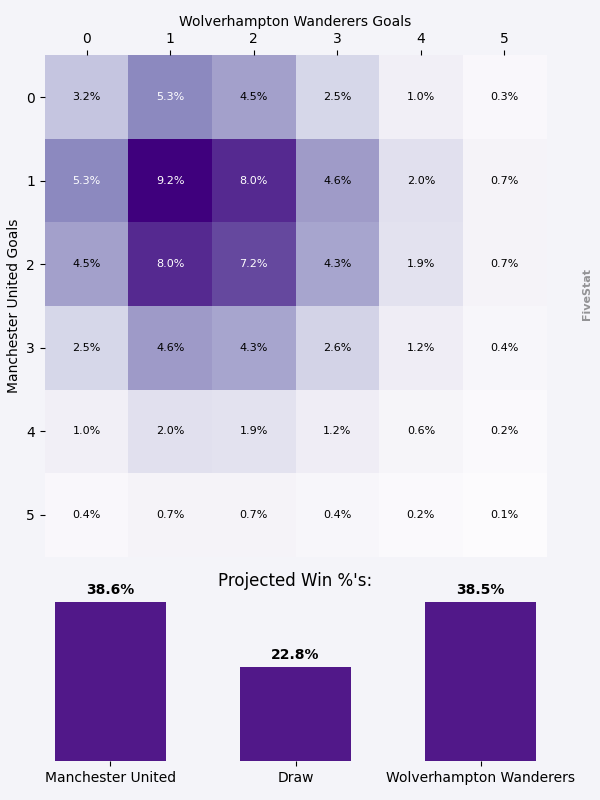 Wolverhampton Wanderers Goals
0 1 2 3 4 5
0 3.2% 5.3% 4.5% 2.5% 1.0% 0.3%
1 5.3% 9.2% 8.0% 4.6% 2.0% 0.7%
2 4.5% 8.0% 7.2% 4.3% 1.9% 0.7%
3 2.5% 4.6% 4.3% 2.6% 1.2% 0.4%
4 1.0% 2.0% 1.9% 1.2% 0.6% 0.2%
5 0.4% 0.7% 0.7% 0.4% 0.2% 0.1%
Manchester United Goals
FiveStat
Projected Win %'s:
38.6% 22.8% 38.5%
Manchester United Draw Wolverhampton Wanderers